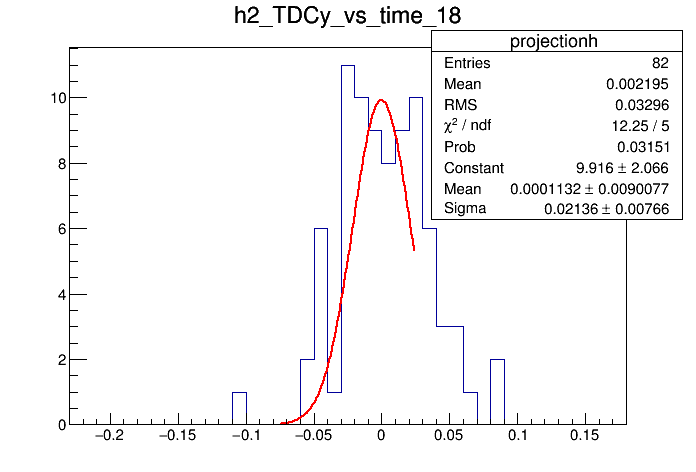 h2_TDCy_vs_time_18
projectionh
Entries 82
Mean 0.002195
RMS 0.03296
χ² / ndf 12.25 / 5
Prob 0.03151
Constant 9.916 ± 2.066
Mean 0.0001132 ± 0.0090077
Sigma 0.02136 ± 0.00766
10
8
6
4
2
0
−0.2 −0.15 −0.1 −0.05 0 0.05 0.1 0.15